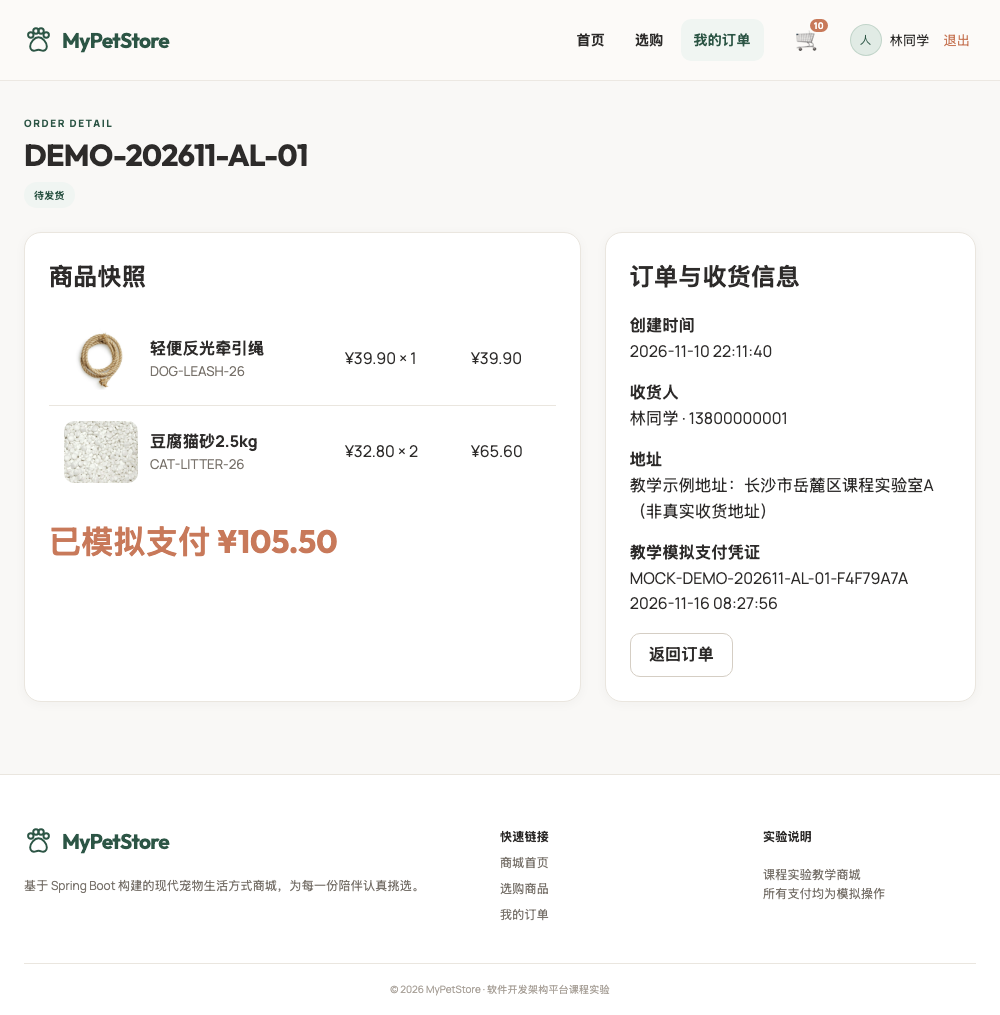 MyPetStore
首页
选购
我的订单
10
人
林同学
退出
ORDER DETAIL
DEMO-202611-AL-01
待发货
商品快照
轻便反光牵引绳
DOG-LEASH-26
¥39.90 × 1
¥39.90
豆腐猫砂2.5kg
CAT-LITTER-26
¥32.80 × 2
¥65.60
已模拟支付 ¥105.50
订单与收货信息
创建时间
2026-11-10 22:11:40
收货人
林同学 · 13800000001
地址
教学示例地址：长沙市岳麓区课程实验室A
（非真实收货地址）
教学模拟支付凭证
MOCK-DEMO-202611-AL-01-F4F79A7A
2026-11-16 08:27:56
返回订单
MyPetStore
基于 Spring Boot 构建的现代宠物生活方式商城，为每一份陪伴认真挑选。
快速链接
商城首页
选购商品
我的订单
实验说明
课程实验教学商城
所有支付均为模拟操作
© 2026 MyPetStore · 软件开发架构平台课程实验